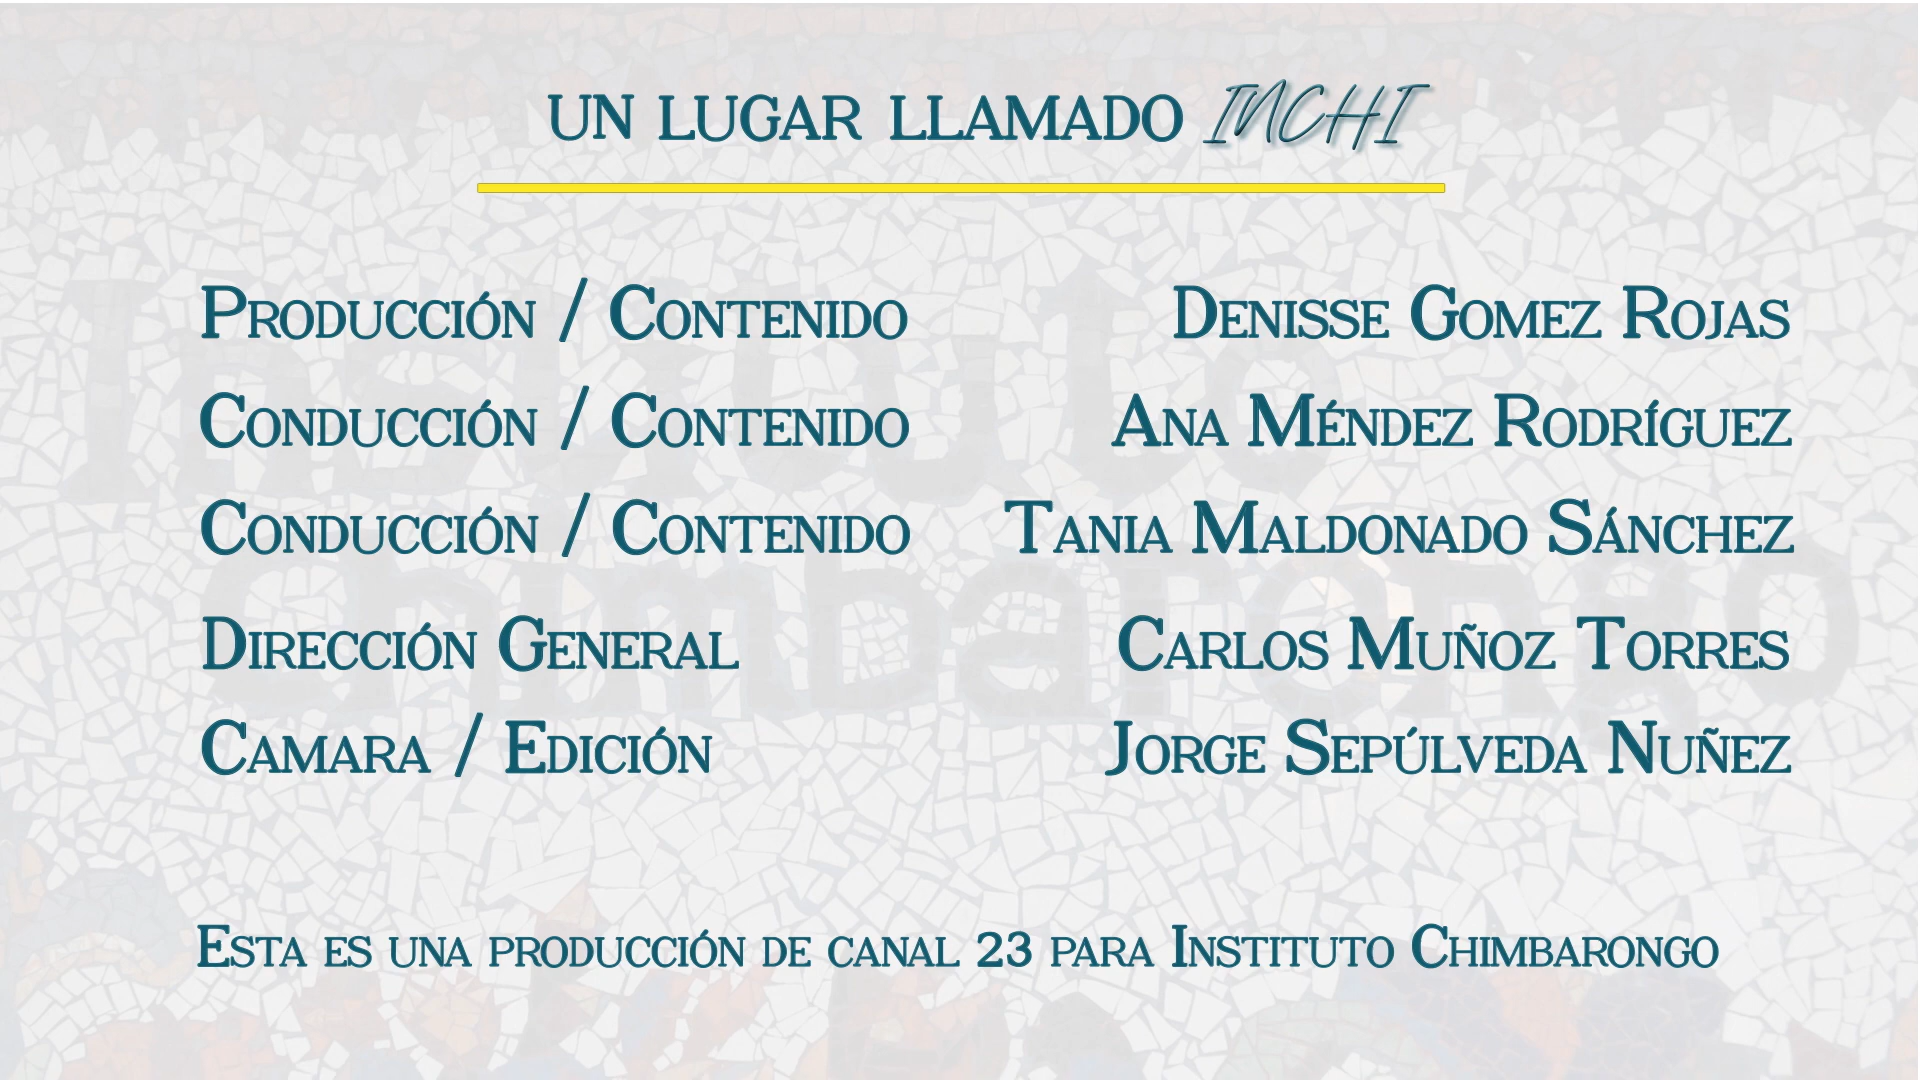 UN LUGAR LLAMADO INCHI
Producción / Contenido Denisse Gomez Rojas
Conducción / Contenido Ana Méndez Rodríguez
Conducción / Contenido Tania Maldonado Sánchez
Dirección General Carlos Muñoz Torres
Camara / Edición Jorge Sepúlveda Nuñez
Instituto
Chimbarongo
Esta es una producción de canal 23 para Instituto Chimbarongo